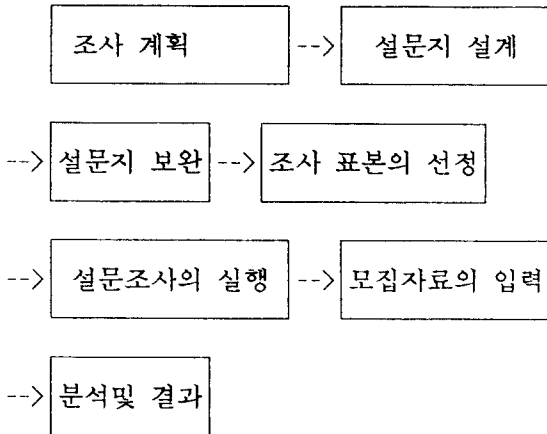 조사 계획 --> 설문지 설계
--> 설문지 보완 --> 조사 표본의 선정
--> 설문조사의 실행 --> 모집자료의 입력
--> 분석및 결과